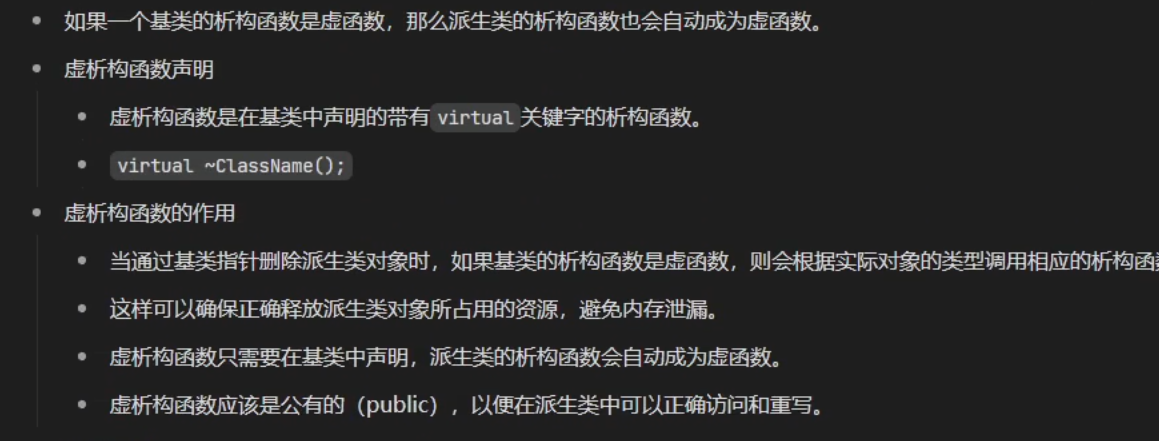 如果一个基类的析构函数是虚函数，那么派生类的析构函数也会自动成为虚函数。
虚析构函数声明
虚析构函数是在基类中声明的带有virtual关键字的析构函数。
virtual ~ClassName();
虚析构函数的作用
当通过基类指针删除派生类对象时，如果基类的析构函数是虚函数，则会根据实际对象的类型调用相应的析构函
这样可以确保正确释放派生类对象所占用的资源，避免内存泄漏。
虚析构函数只需要在基类中声明，派生类的析构函数会自动成为虚函数。
虚析构函数应该是公有的（public），以便在派生类中可以正确访问和重写。